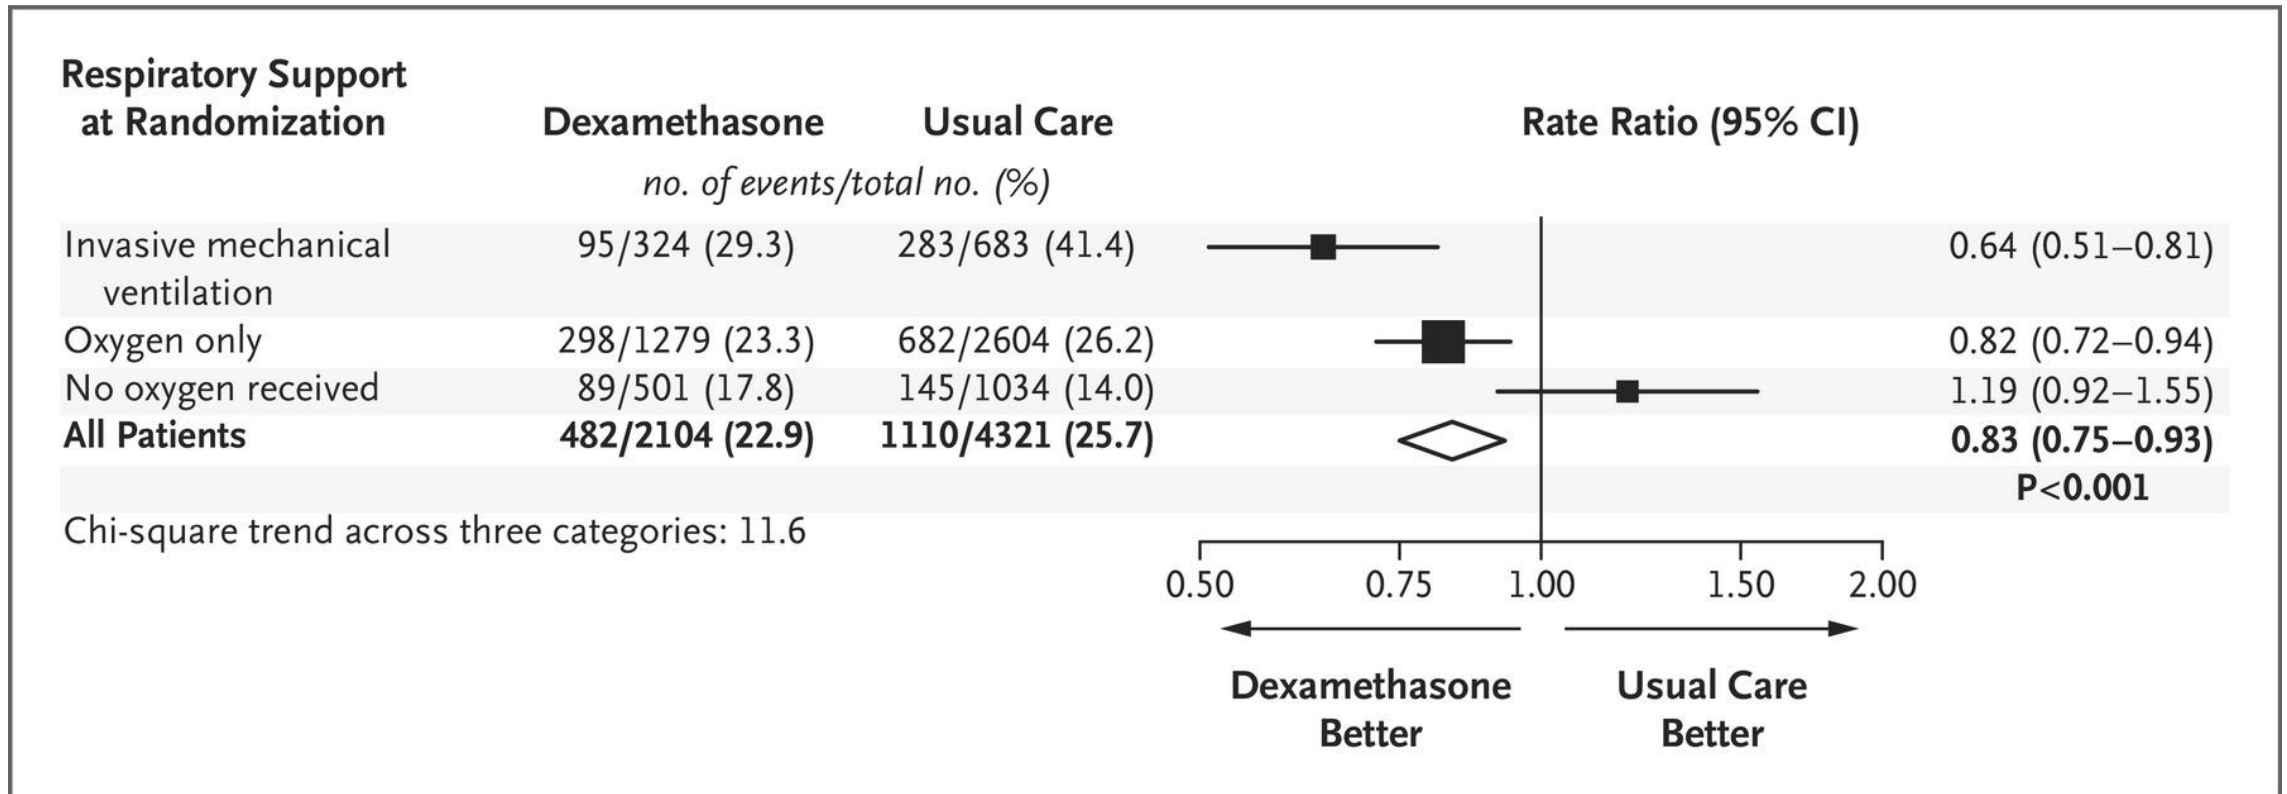 Respiratory Support
at Randomization Dexamethasone Usual Care Rate Ratio (95% CI)
no. of events/total no. (%)
Invasive mechanical 95/324 (29.3) 283/683 (41.4) 0.64 (0.51–0.81)
ventilation
Oxygen only 298/1279 (23.3) 682/2604 (26.2) 0.82 (0.72–0.94)
No oxygen received 89/501 (17.8) 145/1034 (14.0) 1.19 (0.92–1.55)
All Patients 482/2104 (22.9) 1110/4321 (25.7) 0.83 (0.75–0.93)
P<0.001
Chi-square trend across three categories: 11.6
0.50 0.75 1.00 1.50 2.00
Dexamethasone Usual Care
Better Better